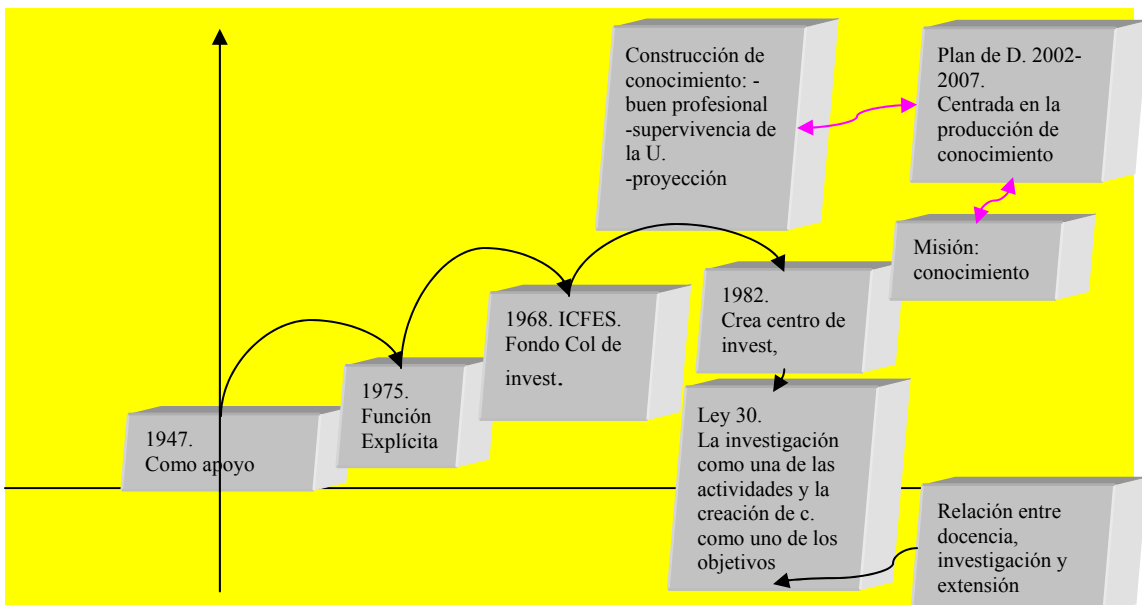 Construcción de
conocimiento: -
buen profesional
-supervivencia de
la U.
-proyección
Plan de D. 2002-
2007.
Centrada en la
producción de
conocimiento
Misión:
conocimiento
1982.
Crea centro de
invest,
1968. ICFES.
Fondo Col de
invest.
1975.
Función
Explícita
1947.
Como apoyo
Ley 30.
La investigación
como una de las
actividades y la
creación de c.
como uno de los
objetivos
Relación entre
docencia,
investigación y
extensión